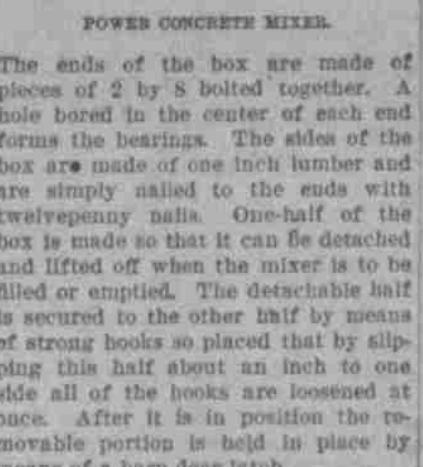 POWER CONCRETE MIXER.
The ends of the box are made of
pieces of 2 by 8 bolted together. A
hole bored in the center of each end
forms the bearings. The sides of the
box are made of one inch lumber and
are simply nailed to the ends with
twelvepenny nails. One-half of the
box is made so that it can be detached
and lifted off when the mixer is to be
filled or emptied. The detachable half
is secured to the other half by means
of strong hooks so placed that by slip-
ping this half about an inch to one
side all of the hooks are loosened at
once. After it is in position the re-
movable portion is held in place by